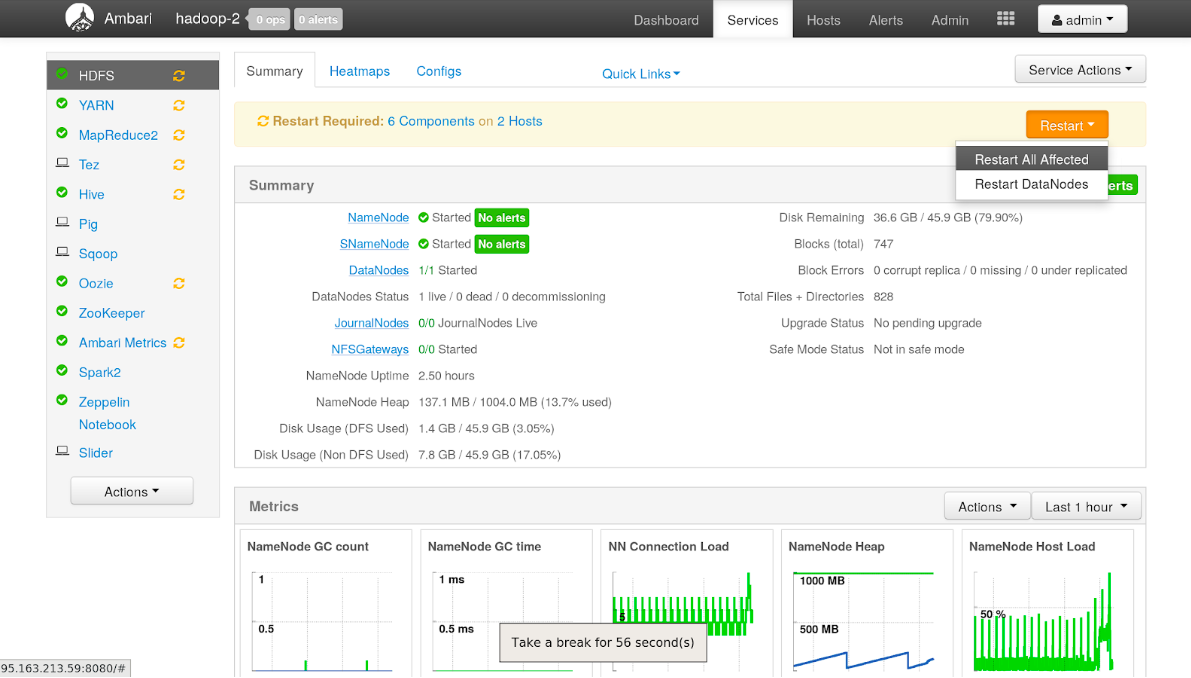 Ambari hadoop-2 0 ops 0 alerts Dashboard Services Hosts Alerts Admin admin
HDFS
YARN
MapReduce2
Tez
Hive
Pig
Sqoop
Oozie
ZooKeeper
Ambari Metrics
Spark2
Zeppelin
Notebook
Slider
Actions
Summary Heatmaps Configs Quick Links Service Actions
Restart Required: 6 Components on 2 Hosts Restart
Restart All Affected
Restart DataNodes
Summary erts
NameNode Started No alerts
SNameNode Started No alerts
DataNodes 1/1 Started
DataNodes Status 1 live / 0 dead / 0 decommissioning
JournalNodes 0/0 JournalNodes Live
NFSGateways 0/0 Started
NameNode Uptime 2.50 hours
NameNode Heap 137.1 MB / 1004.0 MB (13.7% used)
Disk Usage (DFS Used) 1.4 GB / 45.9 GB (3.05%)
Disk Usage (Non DFS Used) 7.8 GB / 45.9 GB (17.05%)
Disk Remaining 36.6 GB / 45.9 GB (79.90%)
Blocks (total) 747
Block Errors 0 corrupt replica / 0 missing / 0 under replicated
Total Files + Directories 828
Upgrade Status No pending upgrade
Safe Mode Status Not in safe mode
Metrics Actions Last 1 hour
NameNode GC count
1
0.5
NameNode GC time
1 ms
0.5 ms
NN Connection Load
5
NameNode Heap
1000 MB
500 MB
NameNode Host Load
50 %
Take a break for 56 second(s)
95.163.213.59:8080/#